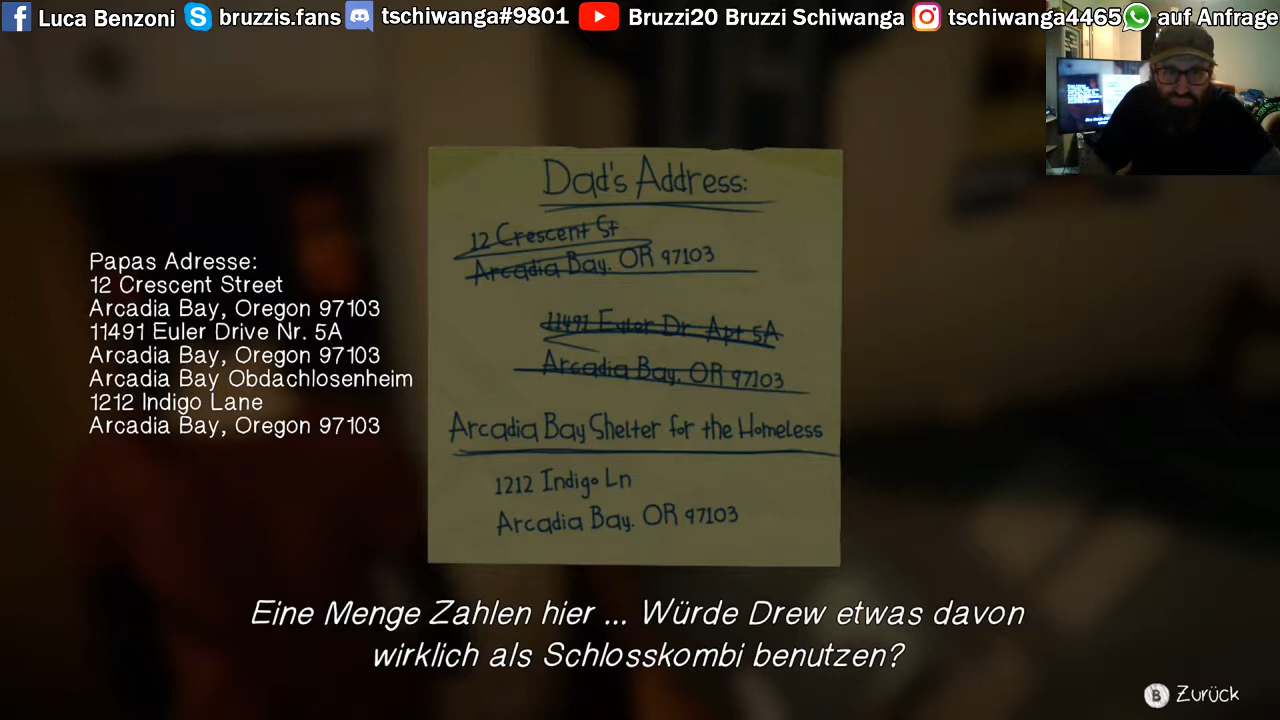 Luca Benzoni bruzzis.fans tschiwanga#9801 Bruzzi20 Bruzzi Schiwanga tschiwanga4465 auf Anfrage
Papas Adresse:
12 Crescent Street
Arcadia Bay, Oregon 97103
11491 Euler Drive Nr. 5A
Arcadia Bay, Oregon 97103
Arcadia Bay Obdachlosenheim
1212 Indigo Lane
Arcadia Bay, Oregon 97103
Dad's Address:
12 Crescent St
Arcadia Bay. OR 97103
11491 Euler Dr Apt 5A
Arcadia Bay. OR 97103
Arcadia Bay Shelter for the Homeless
1212 Indigo Ln
Arcadia Bay. OR 97103
Eine Menge Zahlen hier ... Würde Drew etwas davon
wirklich als Schlosskombi benutzen?
B Zurück